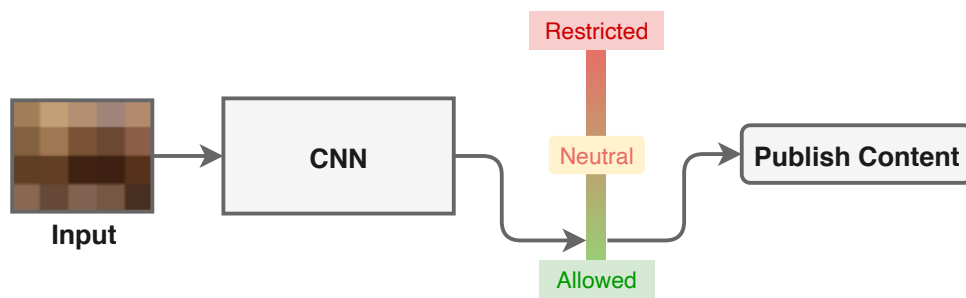 Restricted
CNN
Neutral
Publish Content
Input
Allowed